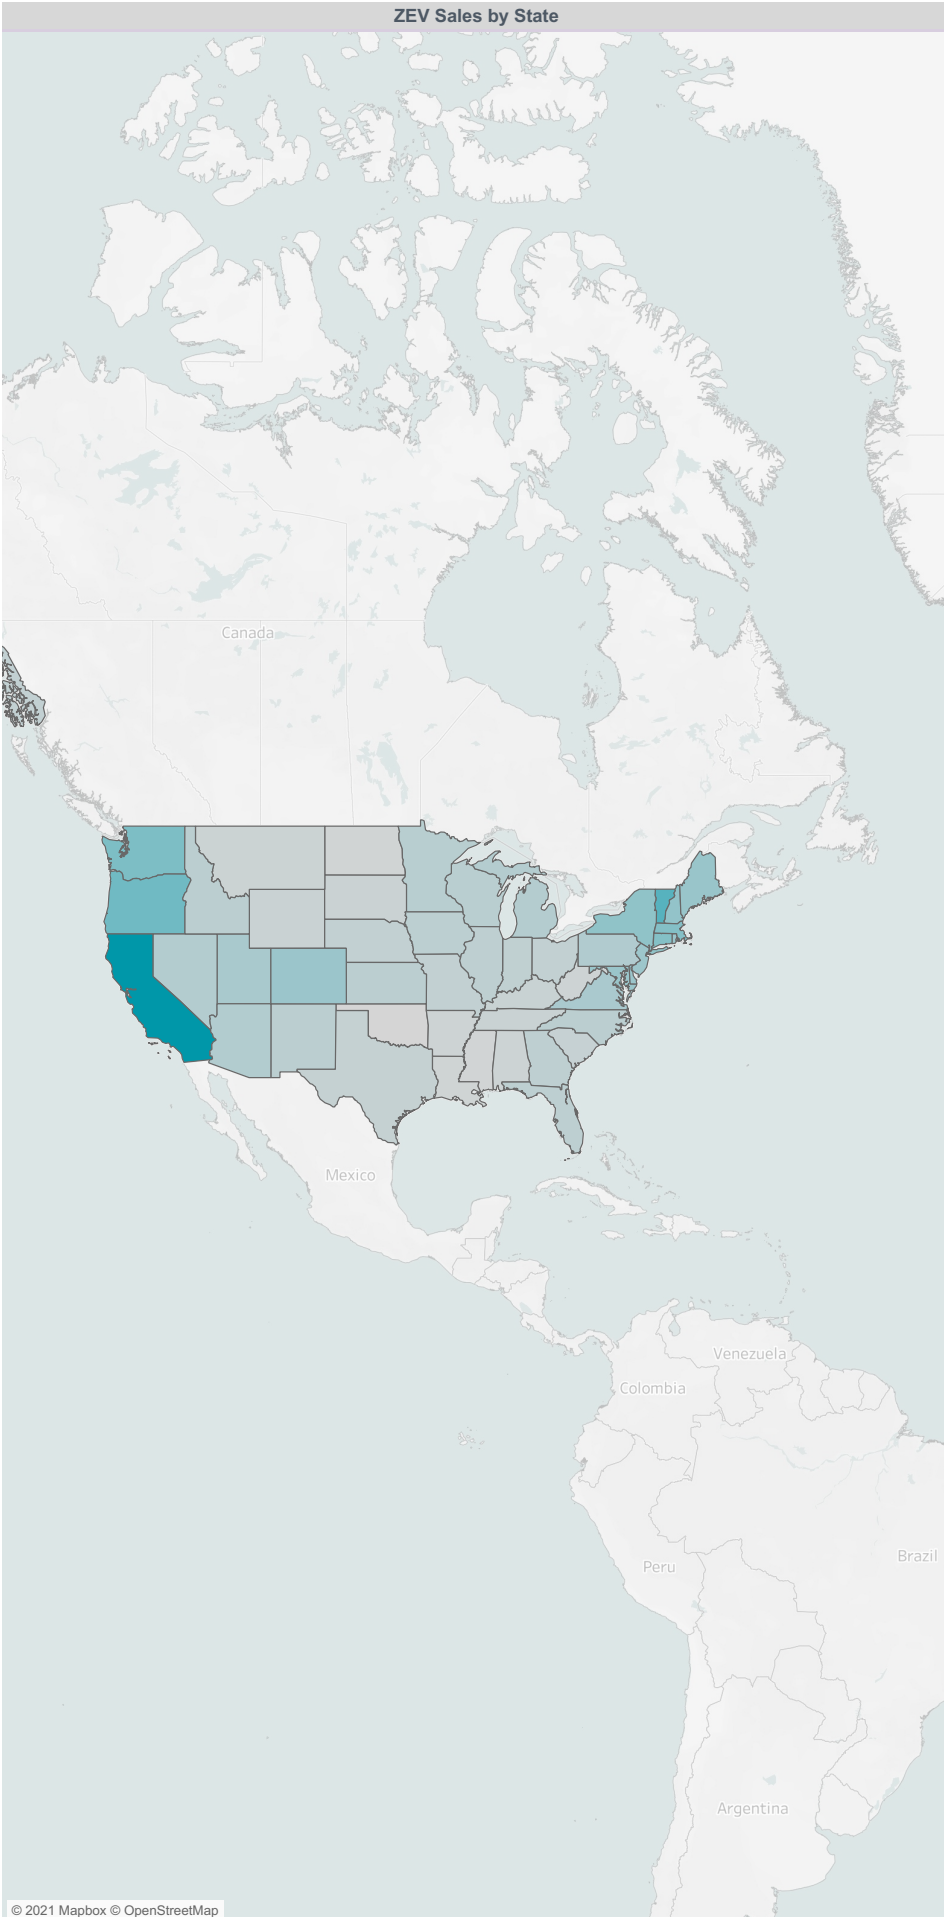 ZEV Sales by State
Canada
Mexico
Venezuela
Colombia
Brazil
Peru
Argentina
© 2021 Mapbox © OpenStreetMap